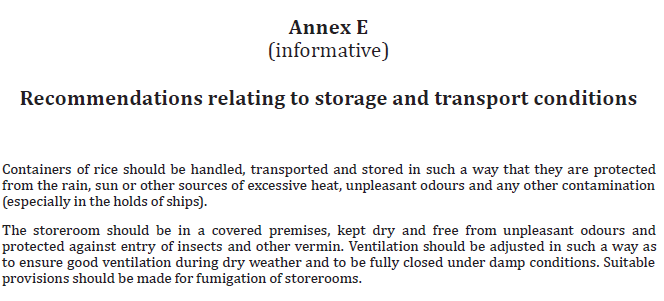 Annex E
(informative)
Recommendations relating to storage and transport conditions
Containers of rice should be handled, transported and stored in such a way that they are protected
from the rain, sun or other sources of excessive heat, unpleasant odours and any other contamination
(especially in the holds of ships).
The storeroom should be in a covered premises, kept dry and free from unpleasant odours and
protected against entry of insects and other vermin. Ventilation should be adjusted in such a way as
to ensure good ventilation during dry weather and to be fully closed under damp conditions. Suitable
provisions should be made for fumigation of storerooms.